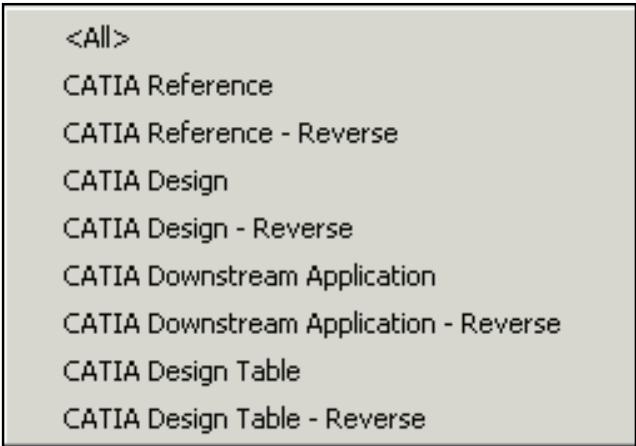 <All>
CATIA Reference
CATIA Reference - Reverse
CATIA Design
CATIA Design - Reverse
CATIA Downstream Application
CATIA Downstream Application - Reverse
CATIA Design Table
CATIA Design Table - Reverse